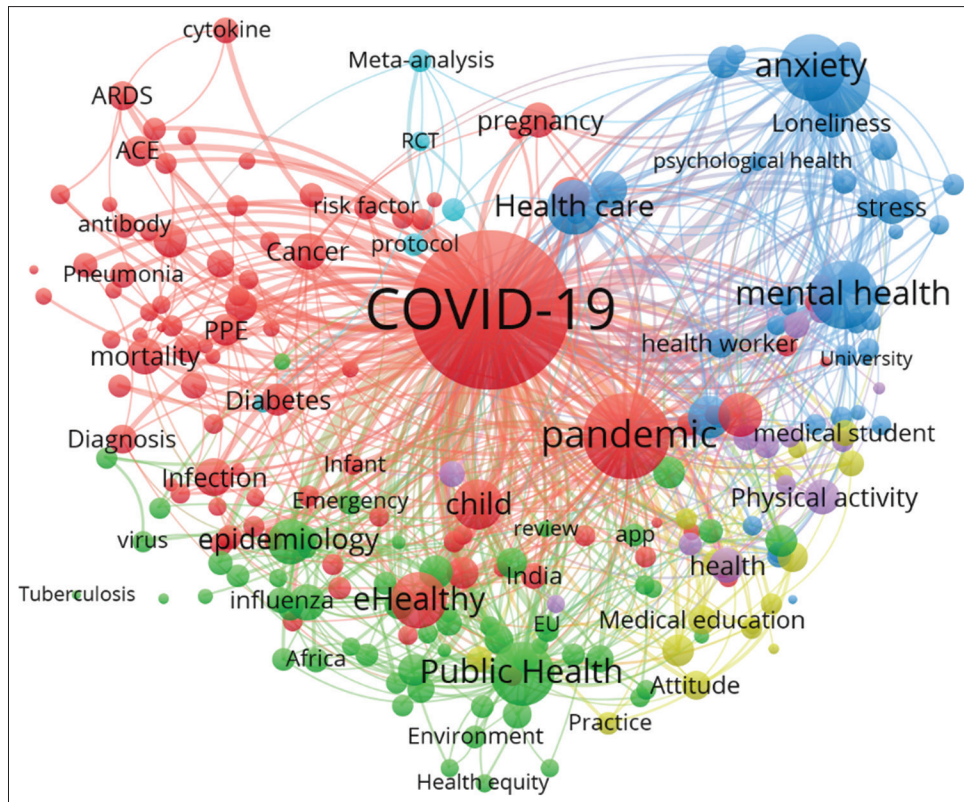 cytokine
Meta-analysis
anxiety
ARDS
pregnancy
Loneliness
RCT
ACE
psychological health
risk factor
Health care
stress
antibody
protocol
Cancer
Pneumonia
COVID-19
mental health
PPE
mortality
health worker
University
Diabetes
pandemic
medical student
Diagnosis
Infant
Infection
Emergency
child
Physical activity
review
app
virus
epidemiology
India
health
Tuberculosis
influenza
eHealthy
EU
Medical education
Africa
Public Health
Attitude
Practice
Environment
Health equity